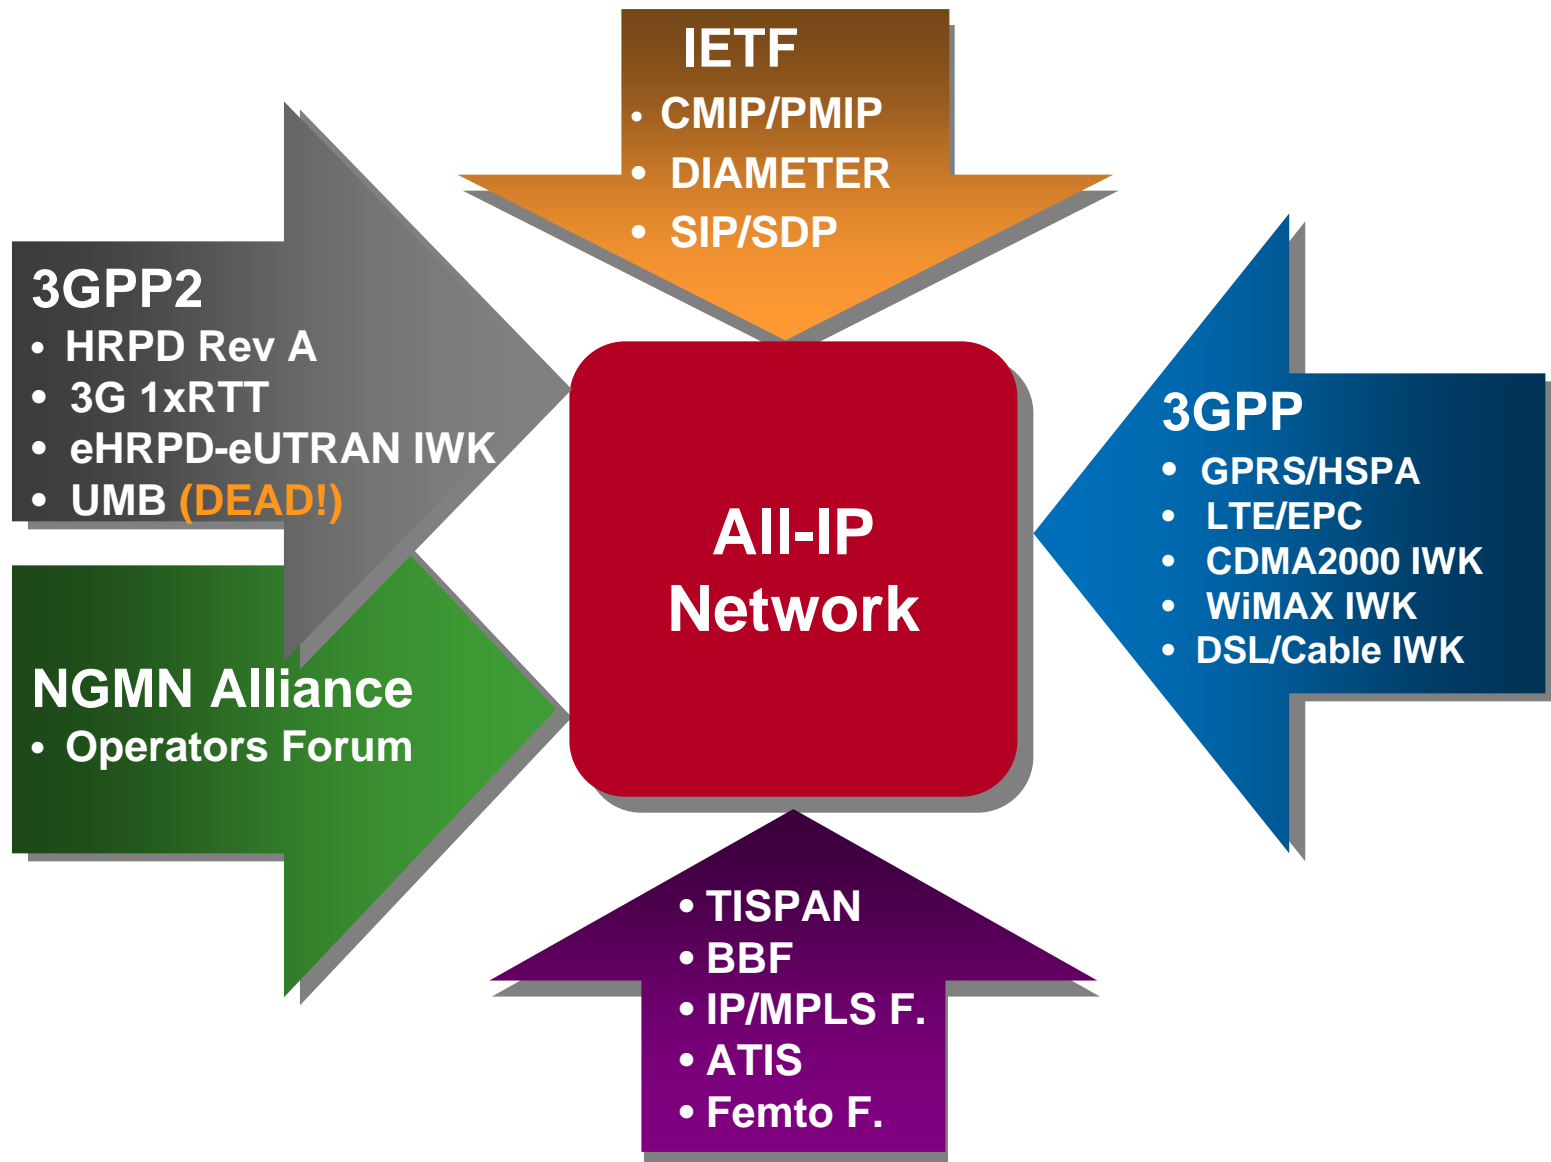 IETF
• CMIP/PMIP
• DIAMETER
• SIP/SDP
3GPP2
• HRPD Rev A
• 3G 1xRTT
• eHRPD-eUTRAN IWK
• UMB (DEAD!)
NGMN Alliance
• Operators Forum
All-IP
Network
3GPP
• GPRS/HSPA
• LTE/EPC
• CDMA2000 IWK
• WiMAX IWK
• DSL/Cable IWK
• TISPAN
• BBF
• IP/MPLS F.
• ATIS
• Femto F.